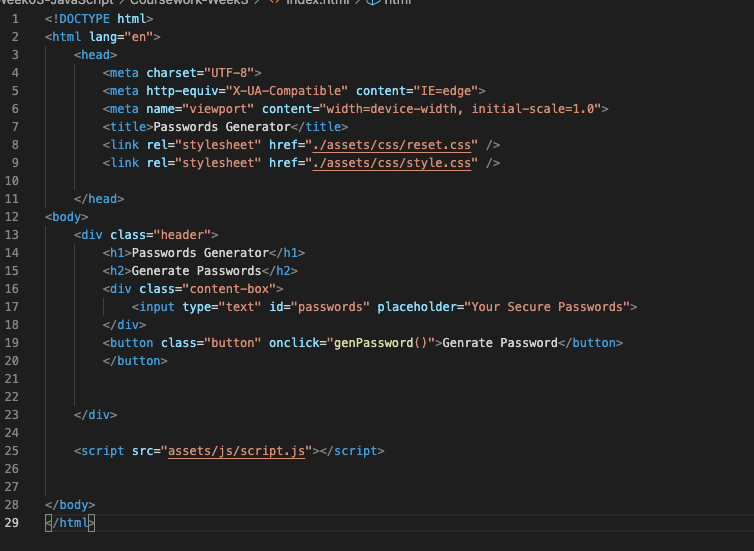 Week03-JavaScript > Coursework-Week3 > <> index.html > html
1 <!DOCTYPE html>
2 <html lang="en">
3 <head>
4 <meta charset="UTF-8">
5 <meta http-equiv="X-UA-Compatible" content="IE=edge">
6 <meta name="viewport" content="width=device-width, initial-scale=1.0">
7 <title>Passwords Generator</title>
8 <link rel="stylesheet" href="./assets/css/reset.css" />
9 <link rel="stylesheet" href="./assets/css/style.css" />
10
11 </head>
12 <body>
13 <div class="header">
14 <h1>Passwords Generator</h1>
15 <h2>Generate Passwords</h2>
16 <div class="content-box">
17 <input type="text" id="passwords" placeholder="Your Secure Passwords">
18 </div>
19 <button class="button" onclick="genPassword()">Genrate Password</button>
20 </button>
21
22
23 </div>
24
25 <script src="assets/js/script.js"></script>
26
27
28 </body>
29 </html>